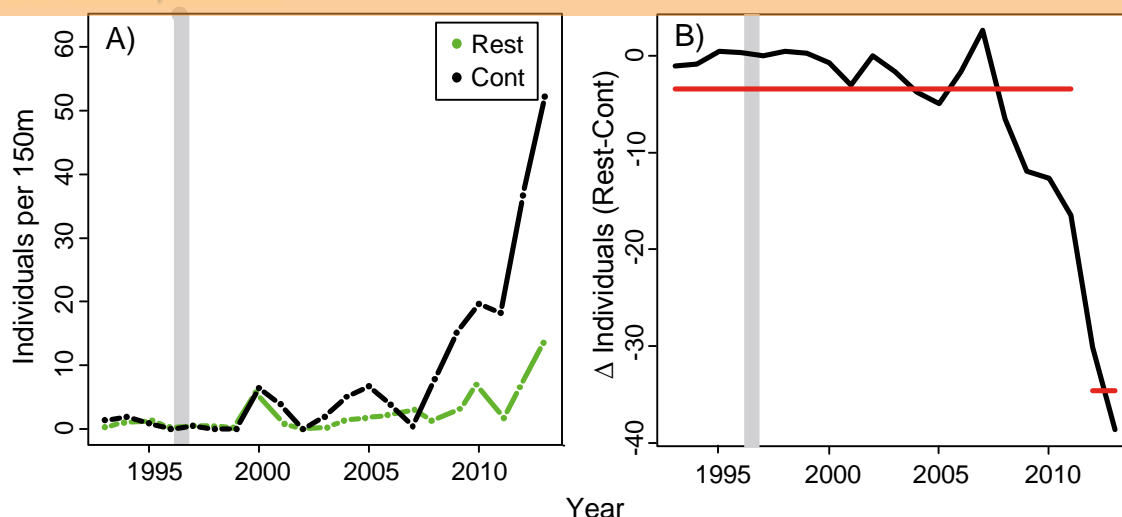 A)
Rest
Cont
Individuals per 150m
60
50
40
30
20
10
0
1995
2000
2005
2010
B)
Δ Individuals (Rest-Cont)
0
-10
-20
-30
-40
1995
2000
2005
2010
Year